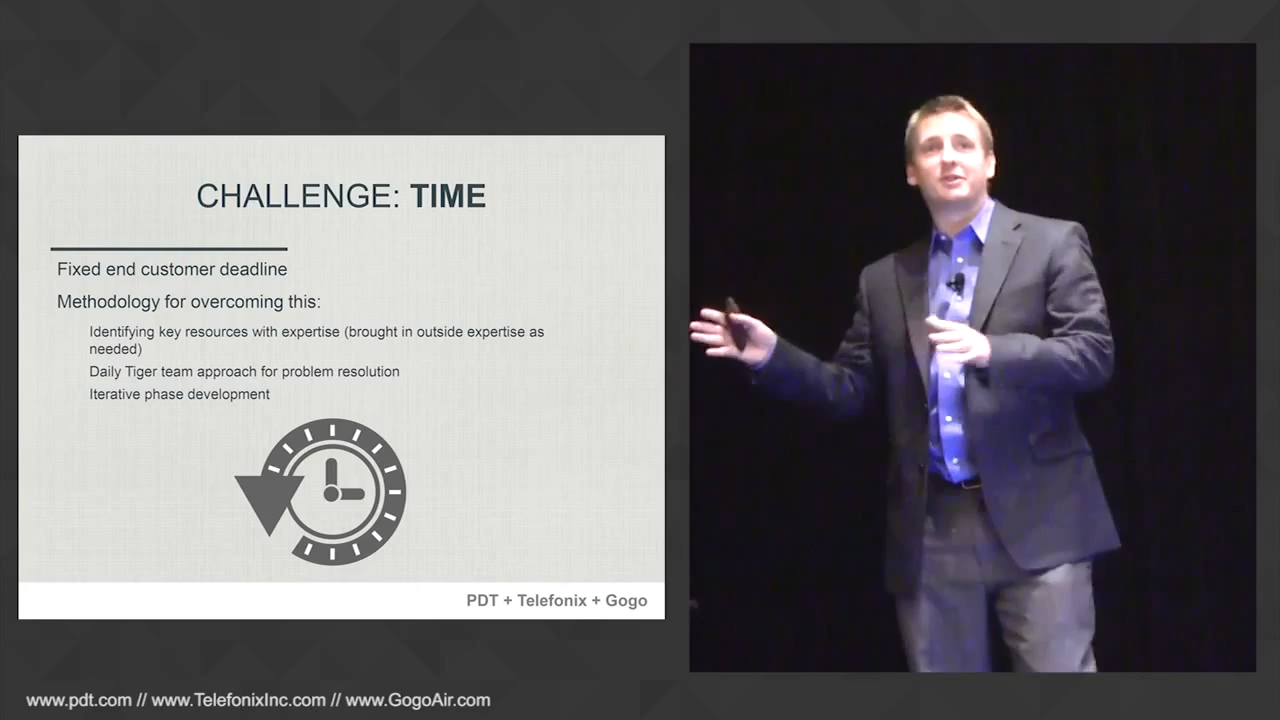 CHALLENGE: TIME
Fixed end customer deadline
Methodology for overcoming this:
Identifying key resources with expertise (brought in outside expertise as
needed)
Daily Tiger team approach for problem resolution
Iterative phase development
PDT + Telefonix + Gogo
www.pdt.com // www.TelefonixInc.com // www.GogoAir.com